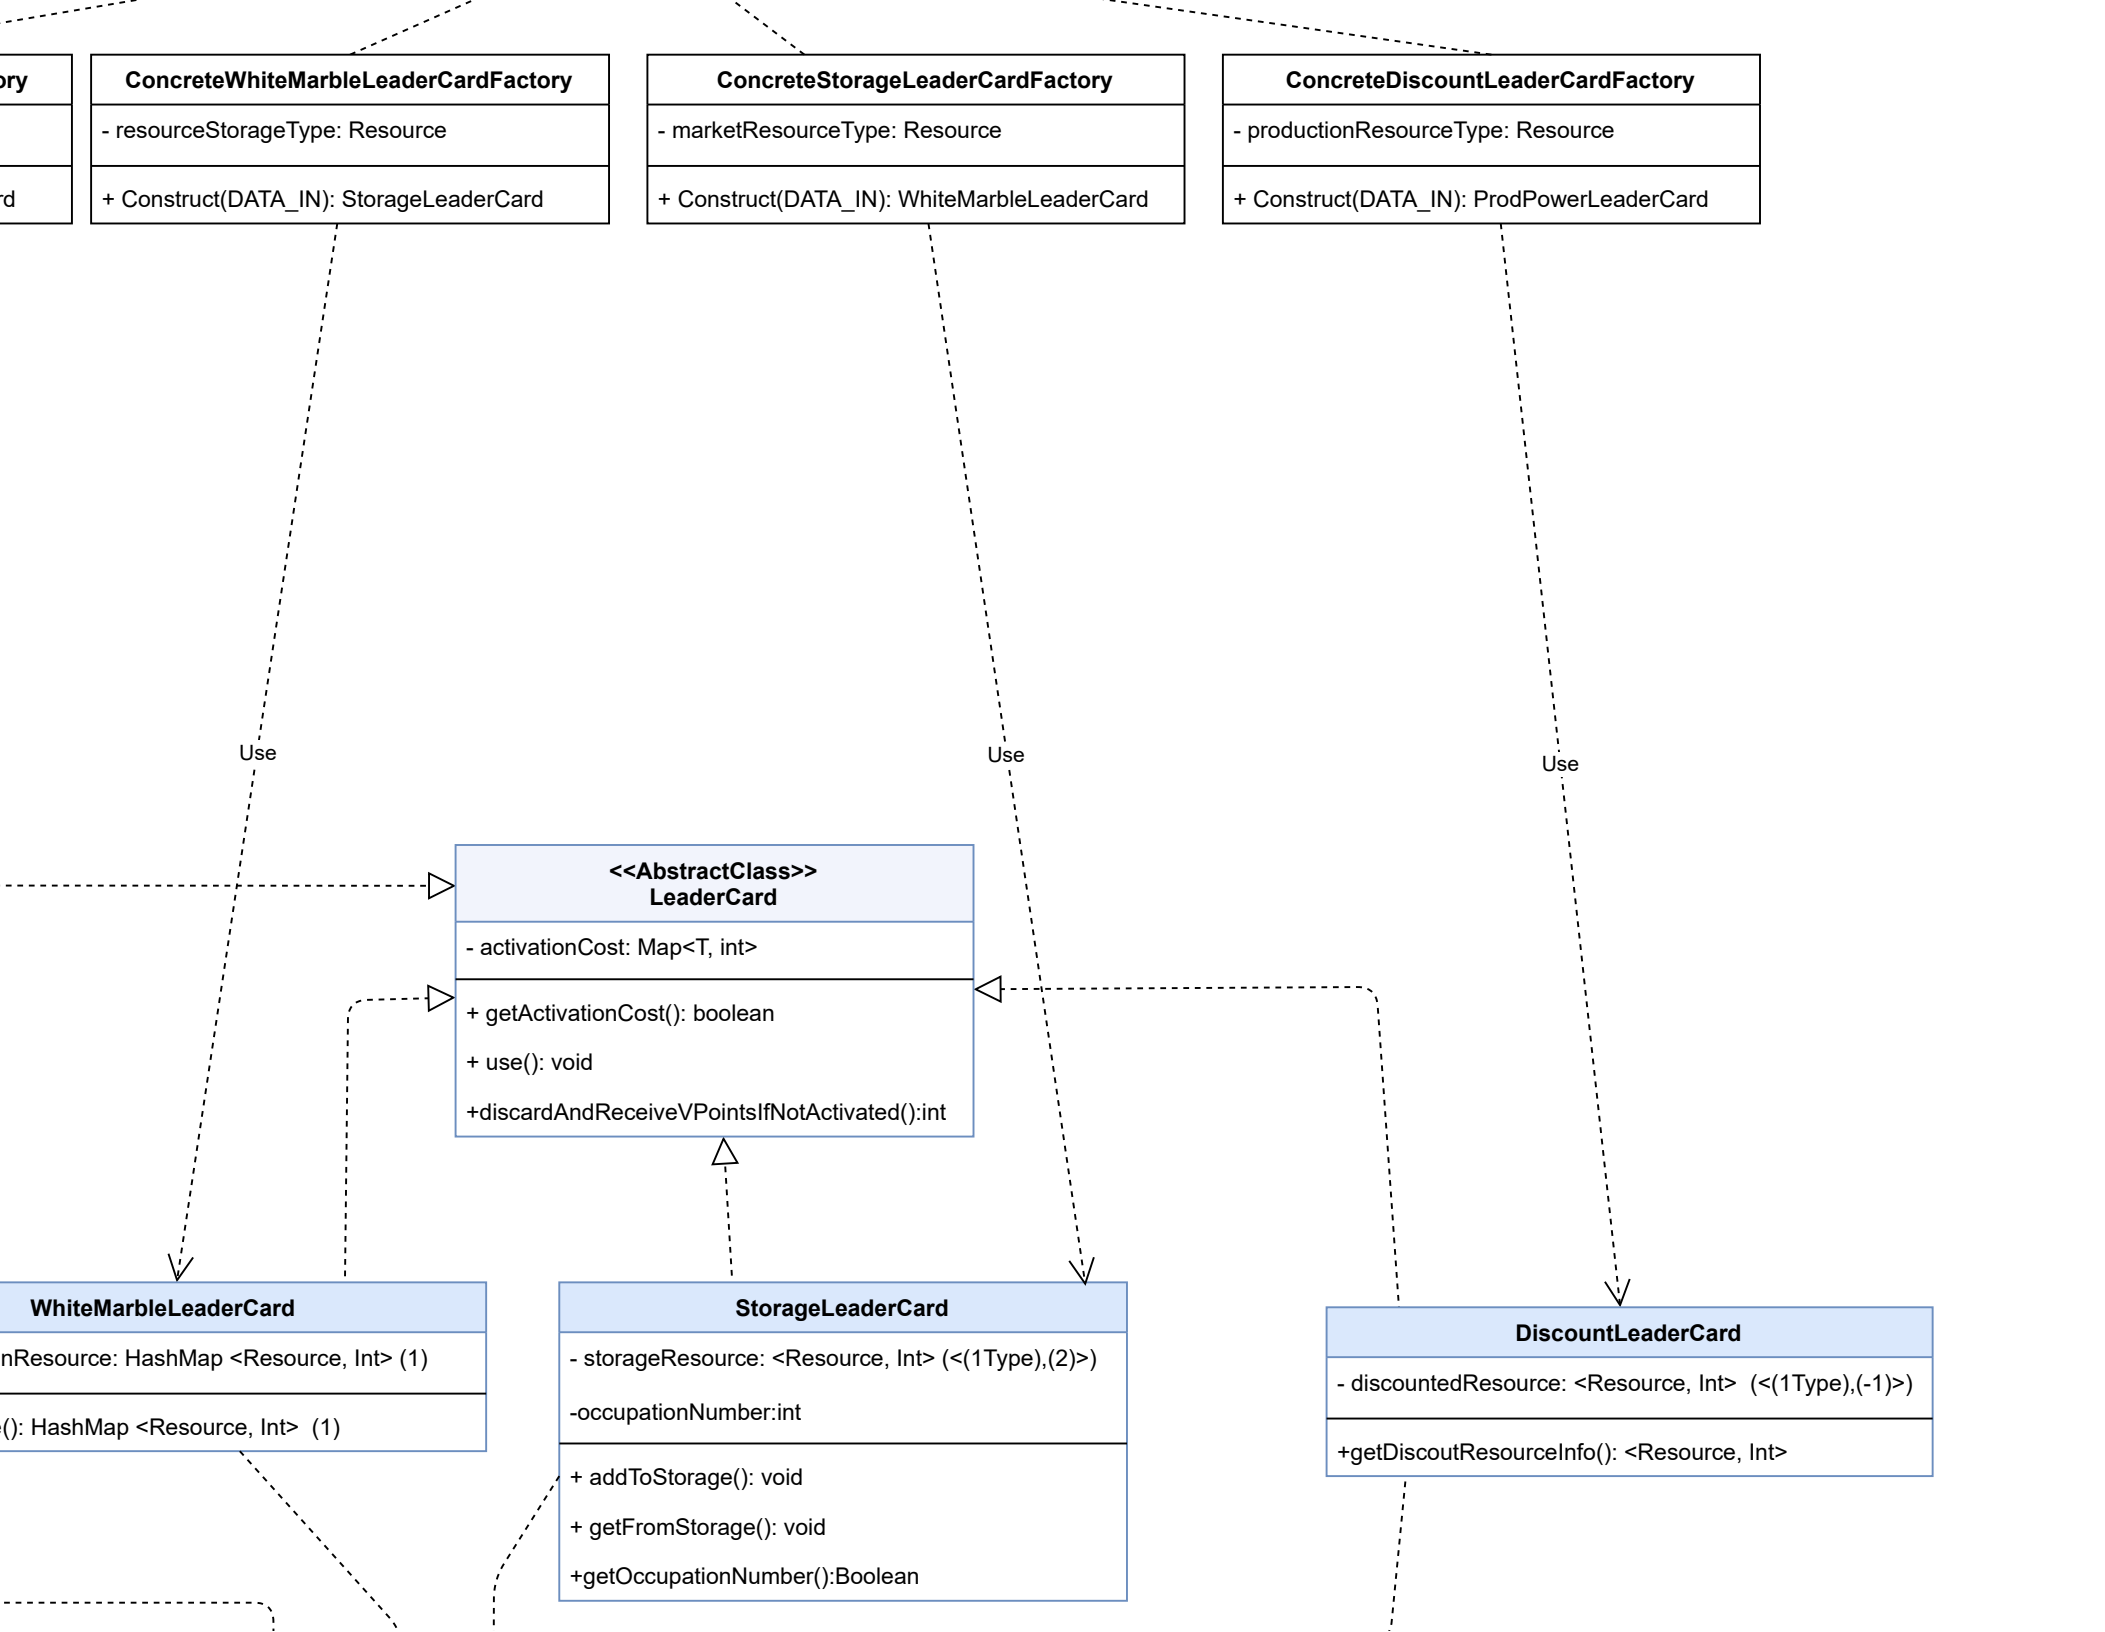 ory
rd
ConcreteWhiteMarbleLeaderCardFactory
- resourceStorageType: Resource
+ Construct(DATA_IN): StorageLeaderCard
ConcreteStorageLeaderCardFactory
- marketResourceType: Resource
+ Construct(DATA_IN): WhiteMarbleLeaderCard
ConcreteDiscountLeaderCardFactory
- productionResourceType: Resource
+ Construct(DATA_IN): ProdPowerLeaderCard
Use
Use
Use
<<AbstractClass>>
LeaderCard
- activationCost: Map<T, int>
+ getActivationCost(): boolean
+ use(): void
+discardAndReceiveVPointsIfNotActivated():int
WhiteMarbleLeaderCard
nResource: HashMap <Resource, Int> (1)
(): HashMap <Resource, Int> (1)
StorageLeaderCard
- storageResource: <Resource, Int> (<(1Type),(2)>)
-occupationNumber:int
+ addToStorage(): void
+ getFromStorage(): void
+getOccupationNumber():Boolean
DiscountLeaderCard
- discountedResource: <Resource, Int> (<(1Type),(-1)>)
+getDiscoutResourceInfo(): <Resource, Int>